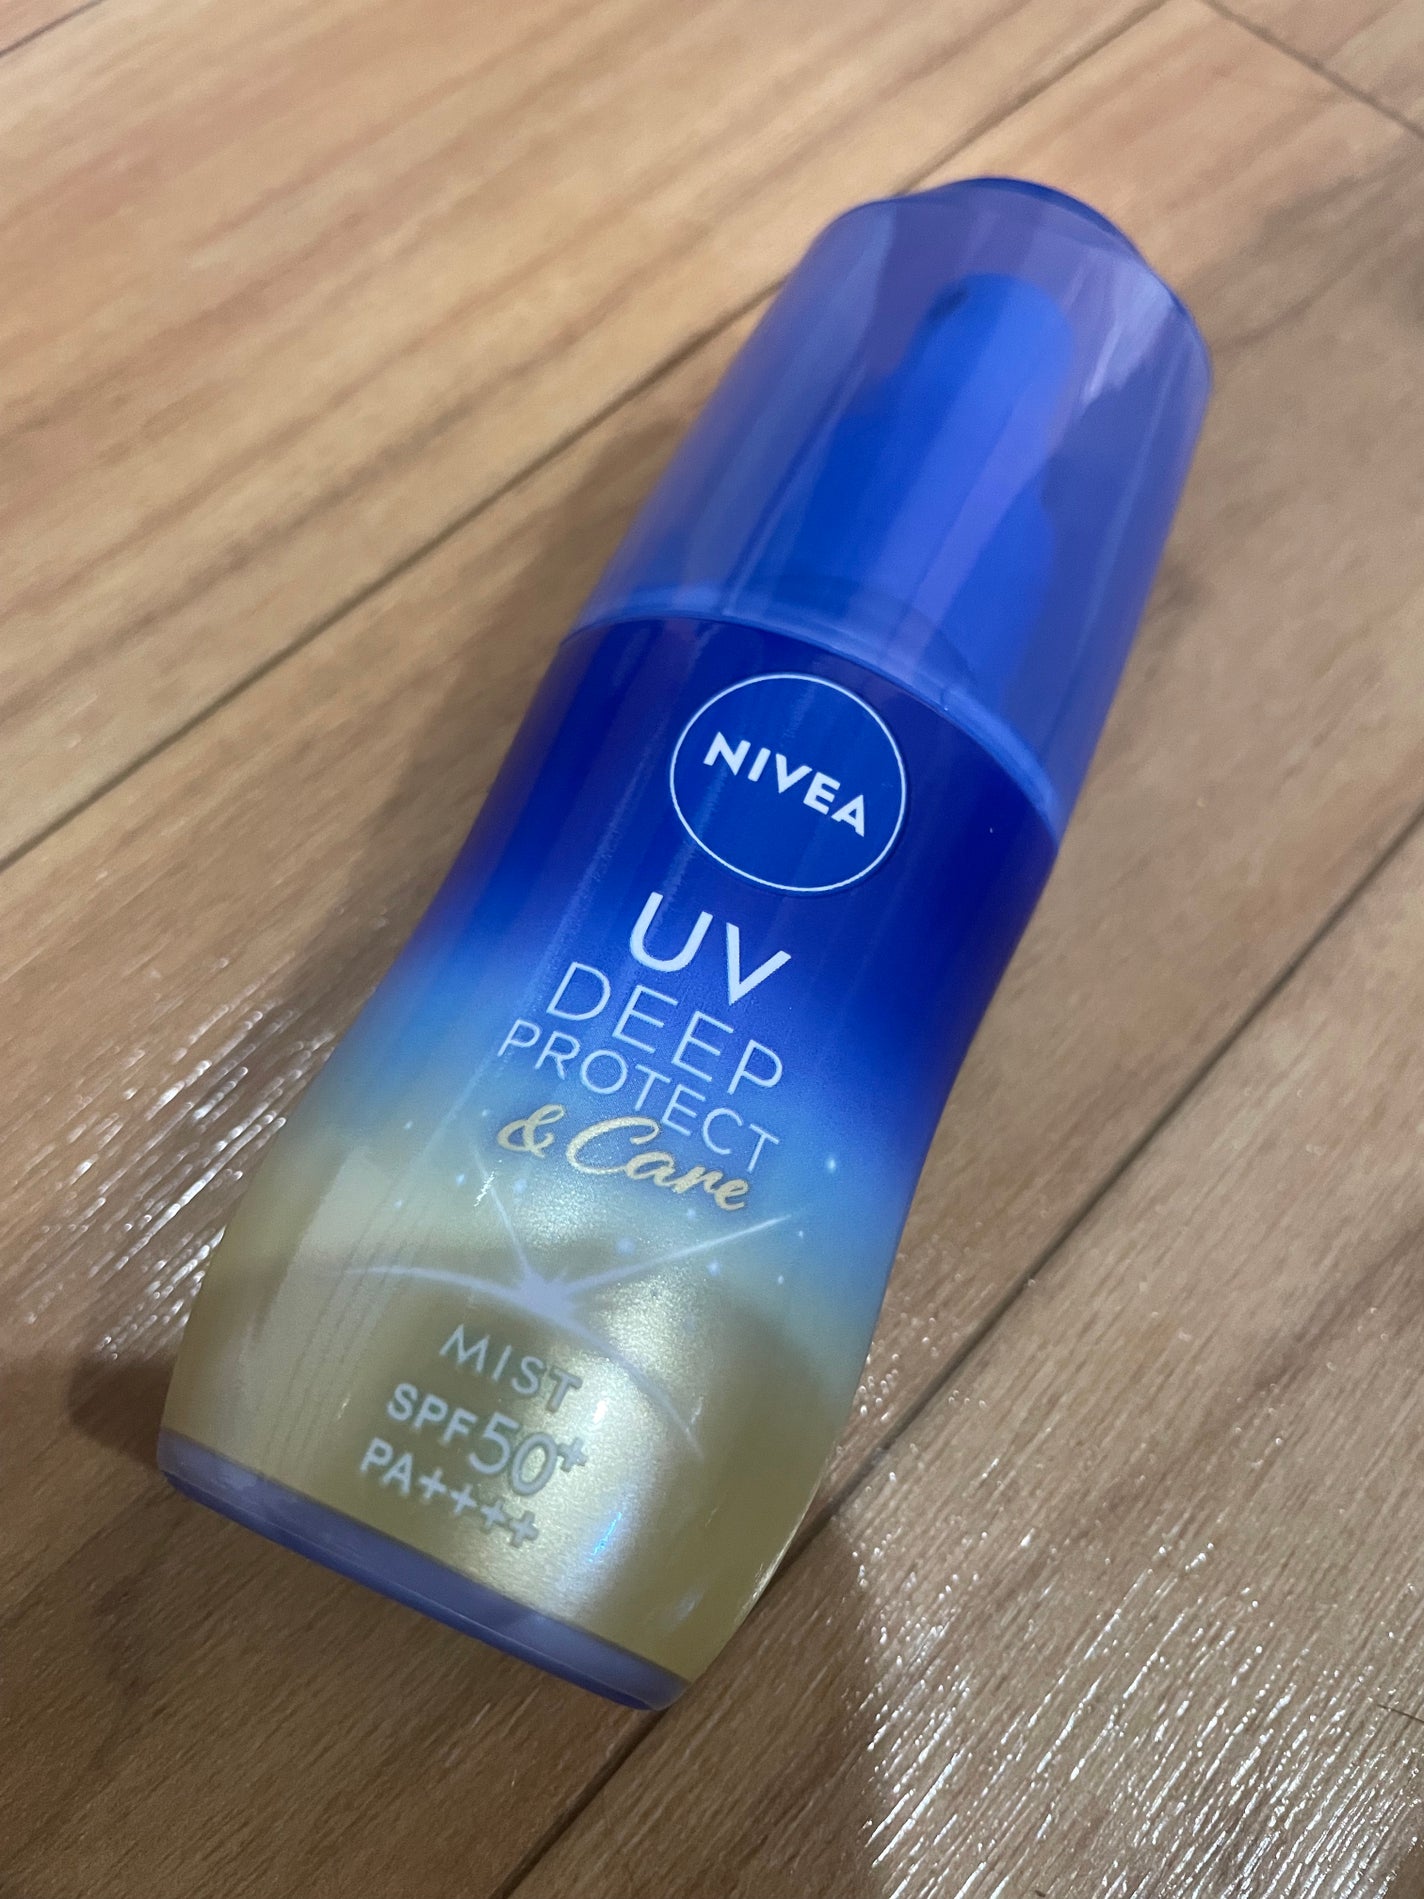 NIVEA
UV
DEEP
PROTECT
& Care
MIST
SPF50+
PA++++